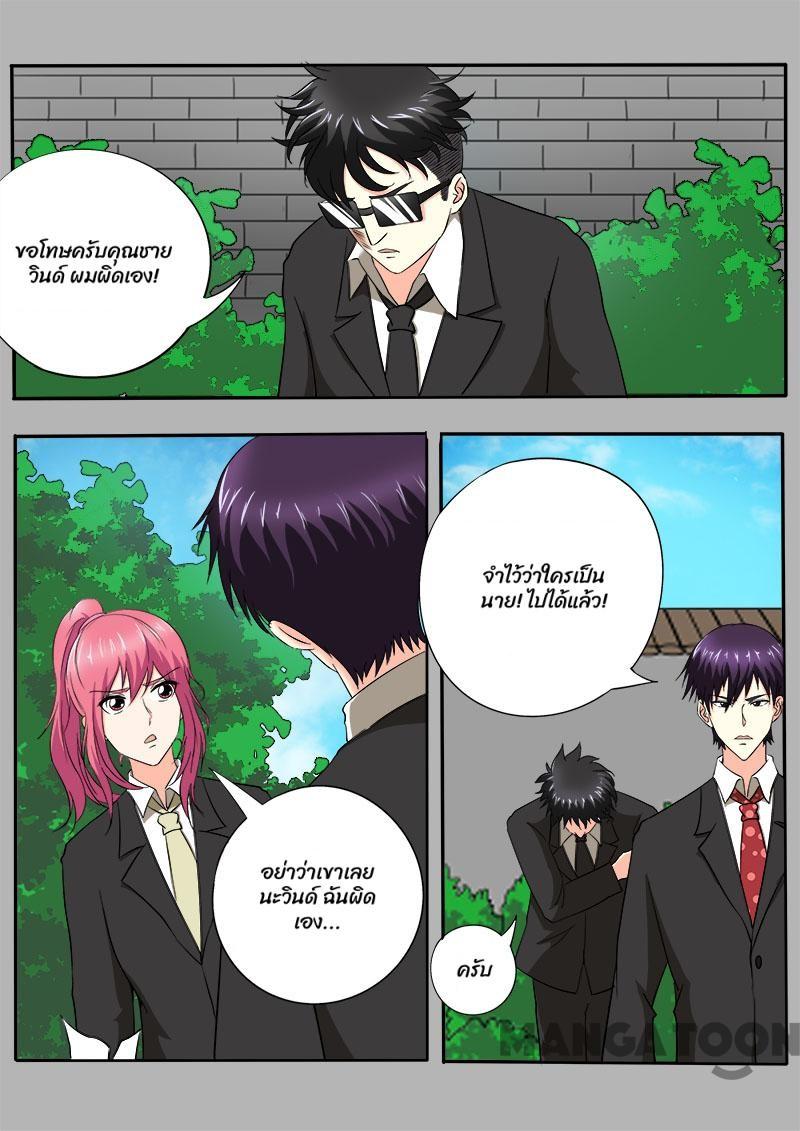 ขอโทษครับคุณชาย
วินด์ ผมผิดเอง!
อย่าว่าเขาเลย
นะวินด์ ฉันผิด
เอง...
จำไว้ว่าใครเป็น
นาย! ไปได้แล้ว!
ครับ
MANGATOON